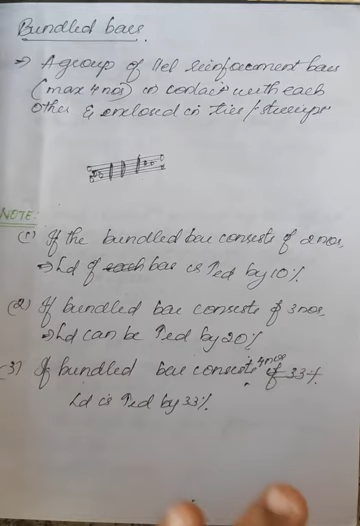 Bundled bars.
→ A group of 11el reinforcement bars
(max 4 nos) in contact with each
other & enclosed in ties / stirrups
NOTE:
(1) If the bundled bar consists of 2 nos,
→ Ld of each bar is ↑ed by 10%.
(2) If bundled bar consists of 3 nos
→ Ld can be ↑ed by 20%
(3) If bundled bar consists 4 nos of 33%.
Ld is ↑ed by 33%.